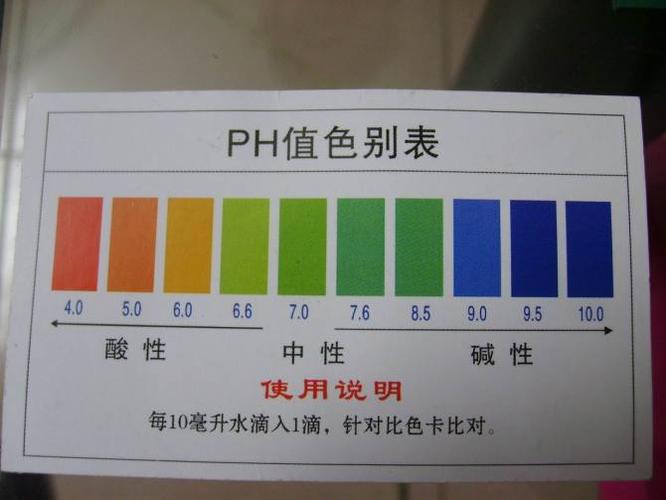 PH值色别表
4.0 5.0 6.0 6.6 7.0 7.6 8.5 9.0 9.5 10.0
酸性 中性 碱性
使用说明
每10毫升水滴入1滴，针对比色卡比对。